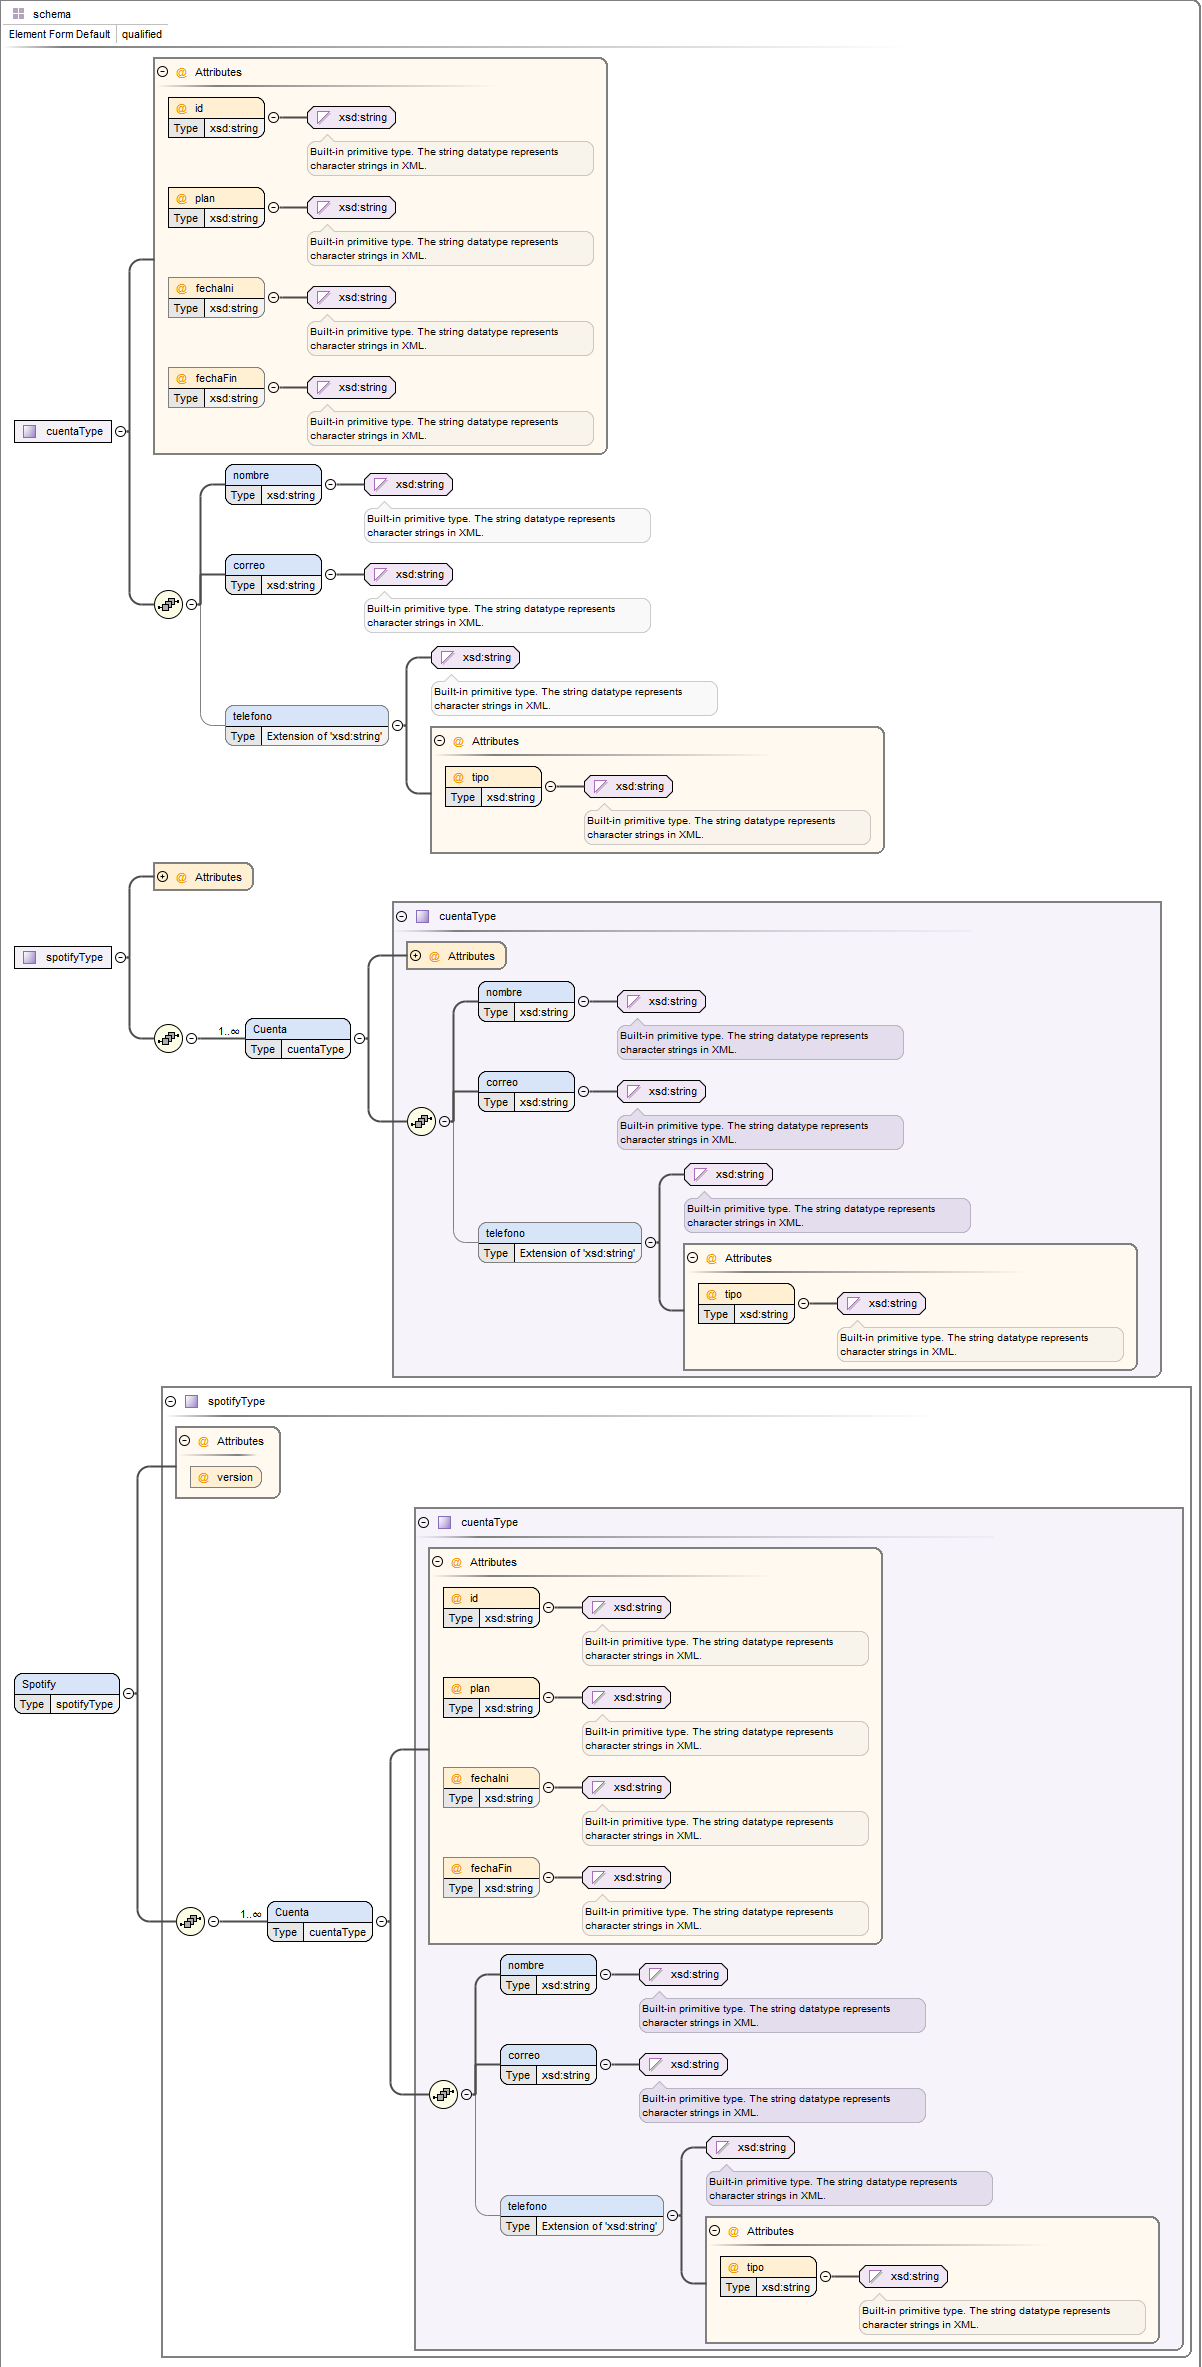 schema
Element Form Default qualified
Attributes
@ id
Type xsd:string
xsd:string
Built-in primitive type. The string datatype represents
character strings in XML.
@ plan
Type xsd:string
xsd:string
Built-in primitive type. The string datatype represents
character strings in XML.
@ fechaIni
Type xsd:string
xsd:string
Built-in primitive type. The string datatype represents
character strings in XML.
@ fechaFin
Type xsd:string
xsd:string
Built-in primitive type. The string datatype represents
character strings in XML.
cuentaType
nombre
Type xsd:string
xsd:string
Built-in primitive type. The string datatype represents
character strings in XML.
correo
Type xsd:string
xsd:string
Built-in primitive type. The string datatype represents
character strings in XML.
xsd:string
Built-in primitive type. The string datatype represents
character strings in XML.
telefono
Type Extension of 'xsd:string'
@ Attributes
@ tipo
Type xsd:string
xsd:string
Built-in primitive type. The string datatype represents
character strings in XML.
@ Attributes
spotifyType
1..∞
Cuenta
Type cuentaType
cuentaType
@ Attributes
nombre
Type xsd:string
xsd:string
Built-in primitive type. The string datatype represents
character strings in XML.
correo
Type xsd:string
xsd:string
Built-in primitive type. The string datatype represents
character strings in XML.
xsd:string
Built-in primitive type. The string datatype represents
character strings in XML.
telefono
Type Extension of 'xsd:string'
@ Attributes
@ tipo
Type xsd:string
xsd:string
Built-in primitive type. The string datatype represents
character strings in XML.
spotifyType
@ Attributes
@ version
Spotify
Type spotifyType
1..∞
Cuenta
Type cuentaType
cuentaType
@ Attributes
@ id
Type xsd:string
xsd:string
Built-in primitive type. The string datatype represents
character strings in XML.
@ plan
Type xsd:string
xsd:string
Built-in primitive type. The string datatype represents
character strings in XML.
@ fechaIni
Type xsd:string
xsd:string
Built-in primitive type. The string datatype represents
character strings in XML.
@ fechaFin
Type xsd:string
xsd:string
Built-in primitive type. The string datatype represents
character strings in XML.
nombre
Type xsd:string
xsd:string
Built-in primitive type. The string datatype represents
character strings in XML.
correo
Type xsd:string
xsd:string
Built-in primitive type. The string datatype represents
character strings in XML.
xsd:string
Built-in primitive type. The string datatype represents
character strings in XML.
telefono
Type Extension of 'xsd:string'
@ Attributes
@ tipo
Type xsd:string
xsd:string
Built-in primitive type. The string datatype represents
character strings in XML.